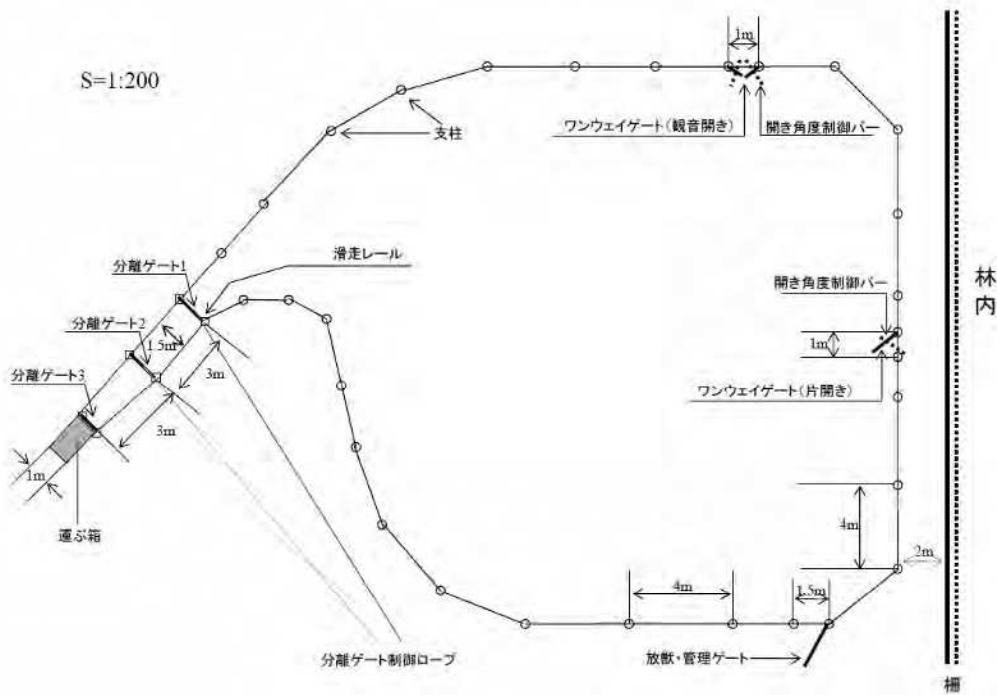 S=1:200
1m
ワンウェイゲート(観音開き)
開き角度制御バー
支柱
分離ゲート1
滑走レール
林内
開き角度制御バー
分離ゲート2
1.5m
1m
分離ゲート3
3m
ワンウェイゲート(片開き)
3m
1m
運ぶ箱
4m
2m
4m
1.5m
分離ゲート制御ロープ
放獣・管理ゲート
柵